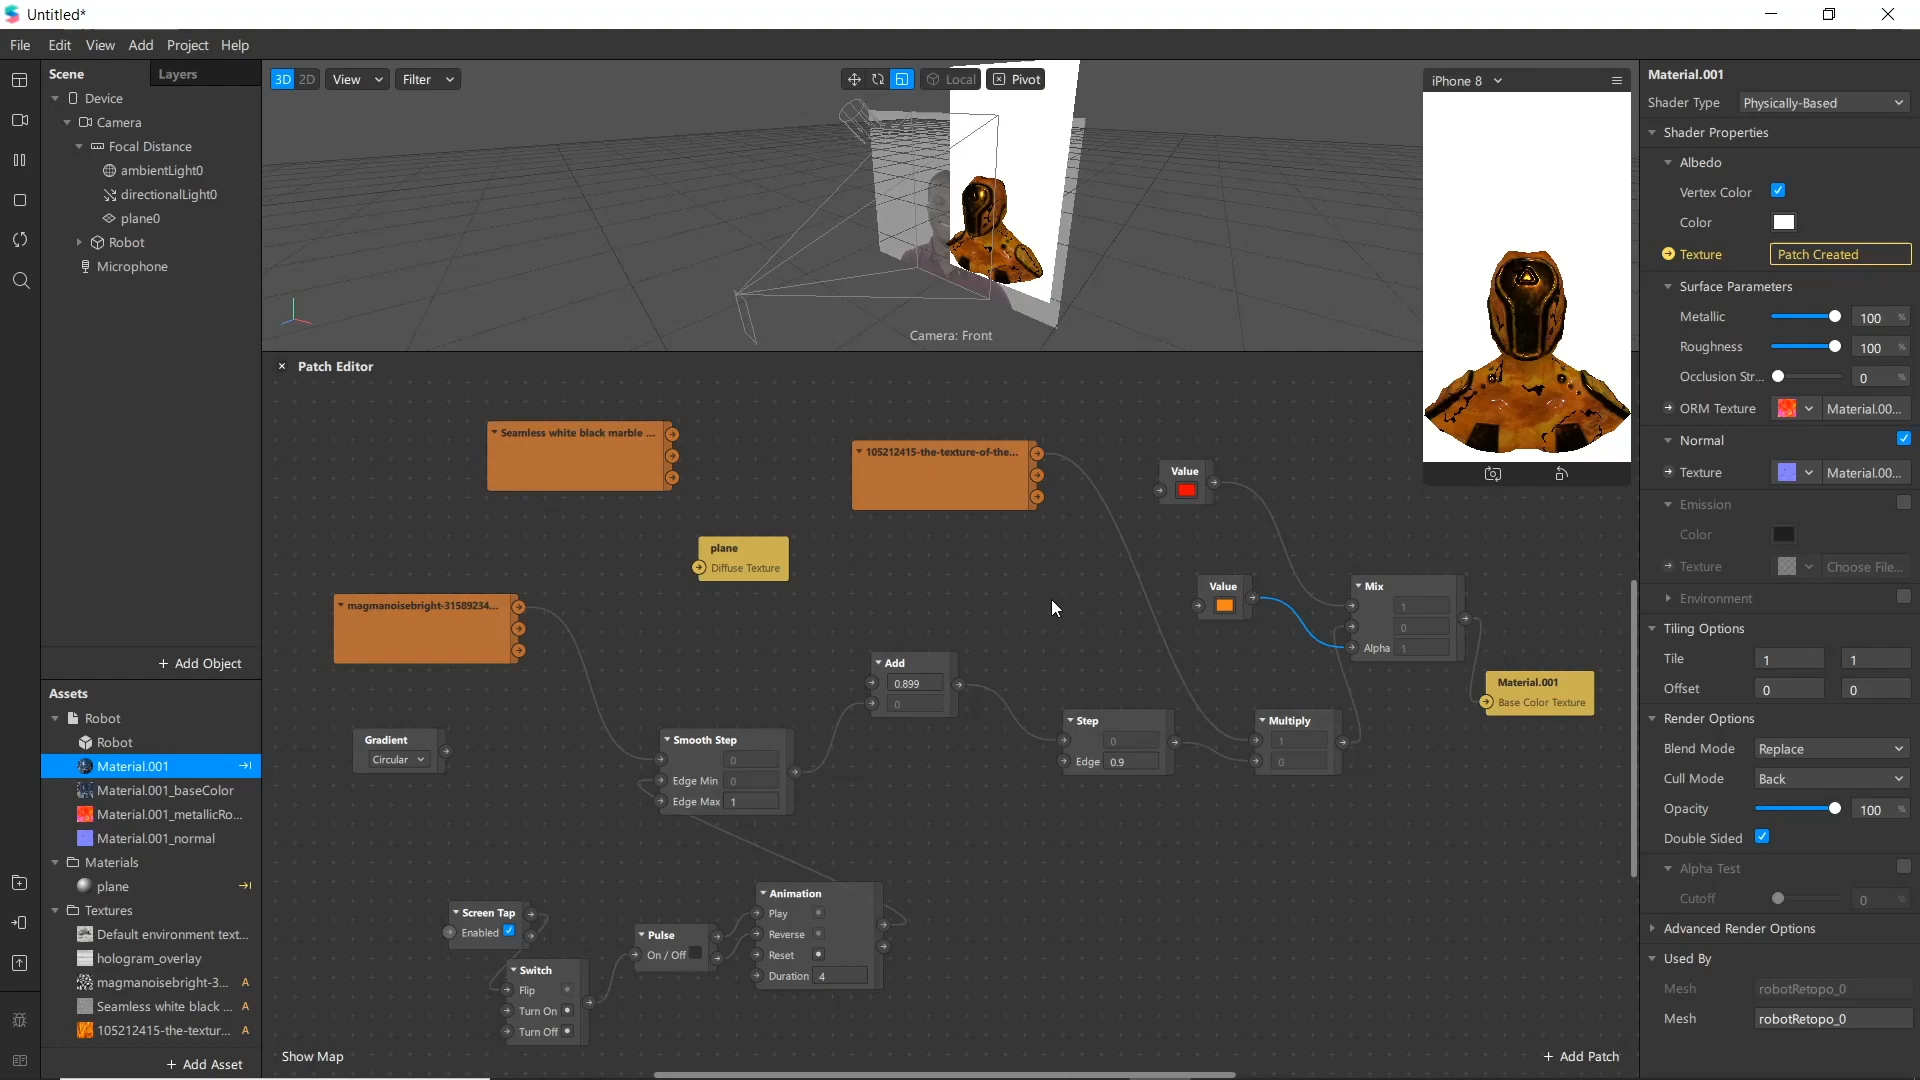 Untitled*
File Edit View Add Project Help
Scene Layers
Device
Camera
Focal Distance
ambientLight0
directionalLight0
plane0
Robot
Microphone
+ Add Object
Assets
Robot
Robot
Material.001
Material.001_baseColor
Material.001_metallicRo...
Material.001_normal
Materials
plane
Textures
Default environment text...
hologram_overlay
magmanoisebright-3... A
Seamless white black ... A
105212415-the-textur... A
+ Add Asset
3D 2D View Filter
Local Pivot
Camera: Front
iPhone 8
Patch Editor
Seamless white black marble ...
105212415-the-texture-of-the...
Value
plane
Diffuse Texture
magmanoisebright-31589234...
Value
Mix
1
0
Alpha 1
Add
0.899
0
Material.001
Base Color Texture
Gradient
Circular
Smooth Step
0
Edge Min 0
Edge Max 1
Step
0
Edge 0.9
Multiply
1
0
Screen Tap
Enabled
Switch
Flip
Turn On
Turn Off
Pulse
On / Off
Animation
Play
Reverse
Reset
Duration 4
Show Map
+ Add Patch
Material.001
Shader Type Physically-Based
Shader Properties
Albedo
Vertex Color
Color
Texture Patch Created
Surface Parameters
Metallic 100 %
Roughness 100 %
Occlusion Str... 0 %
ORM Texture Material.00...
Normal
Texture Material.00...
Emission
Color
Texture Choose File...
Environment
Tiling Options
Tile 1 1
Offset 0 0
Render Options
Blend Mode Replace
Cull Mode Back
Opacity 100 %
Double Sided
Alpha Test
Cutoff 0 %
Advanced Render Options
Used By
Mesh robotRetopo_0
Mesh robotRetopo_0